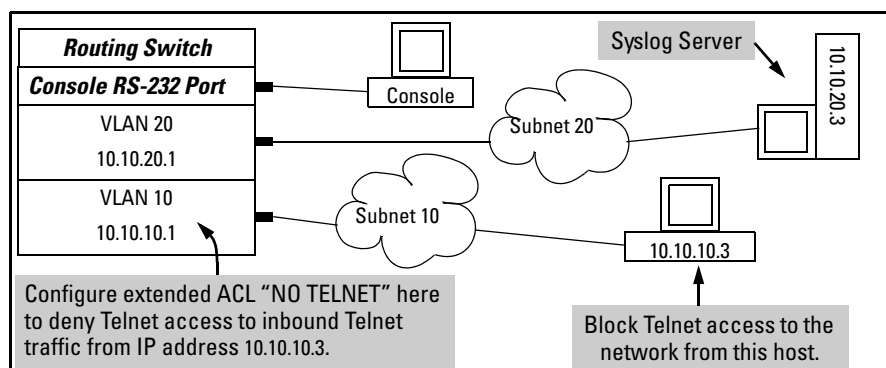 Routing Switch
Console RS-232 Port
VLAN 20
10.10.20.1
VLAN 10
10.10.10.1
Console
Subnet 20
Subnet 10
Syslog Server
10.10.20.3
10.10.10.3
Configure extended ACL “NO TELNET” here
to deny Telnet access to inbound Telnet
traffic from IP address 10.10.10.3.
Block Telnet access to the
network from this host.